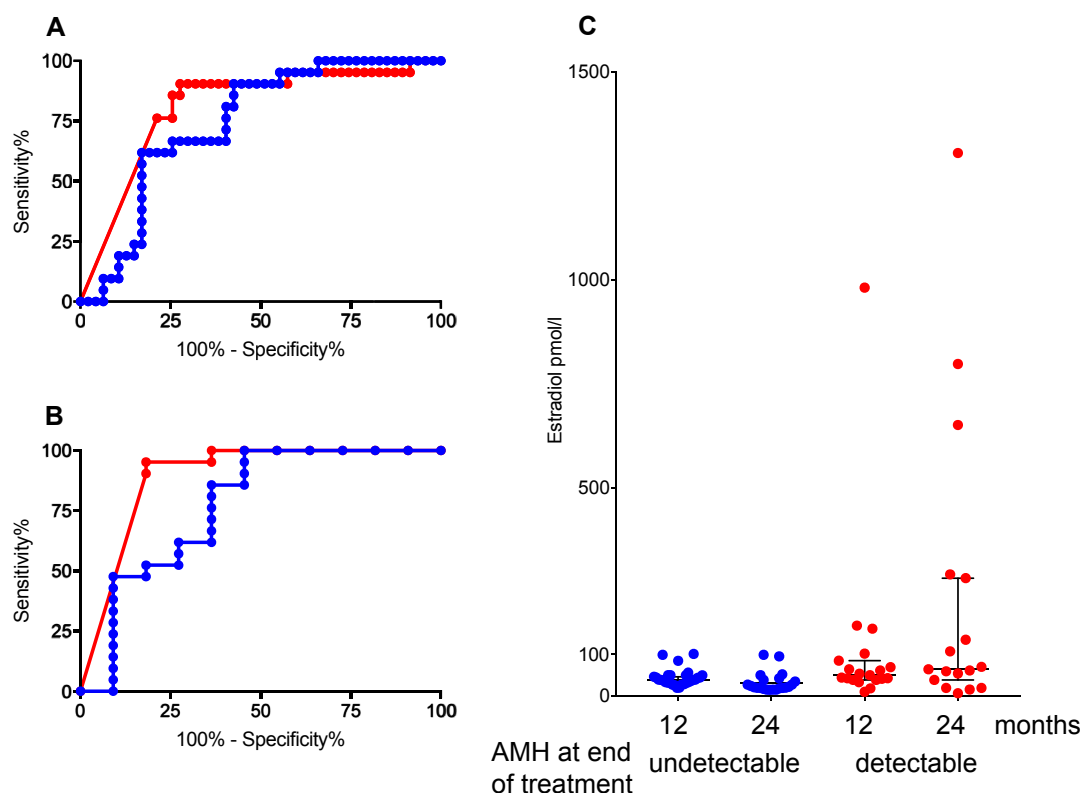 A
100
75
50
25
0
Sensitivity%
0 25 50 75 100
100% - Specificity%
B
100
75
50
25
0
Sensitivity%
0 25 50 75 100
100% - Specificity%
C
1500
1000
500
100
0
Estradiol pmol/l
12 24 12 24 months
AMH at end
of treatment
undetectable detectable